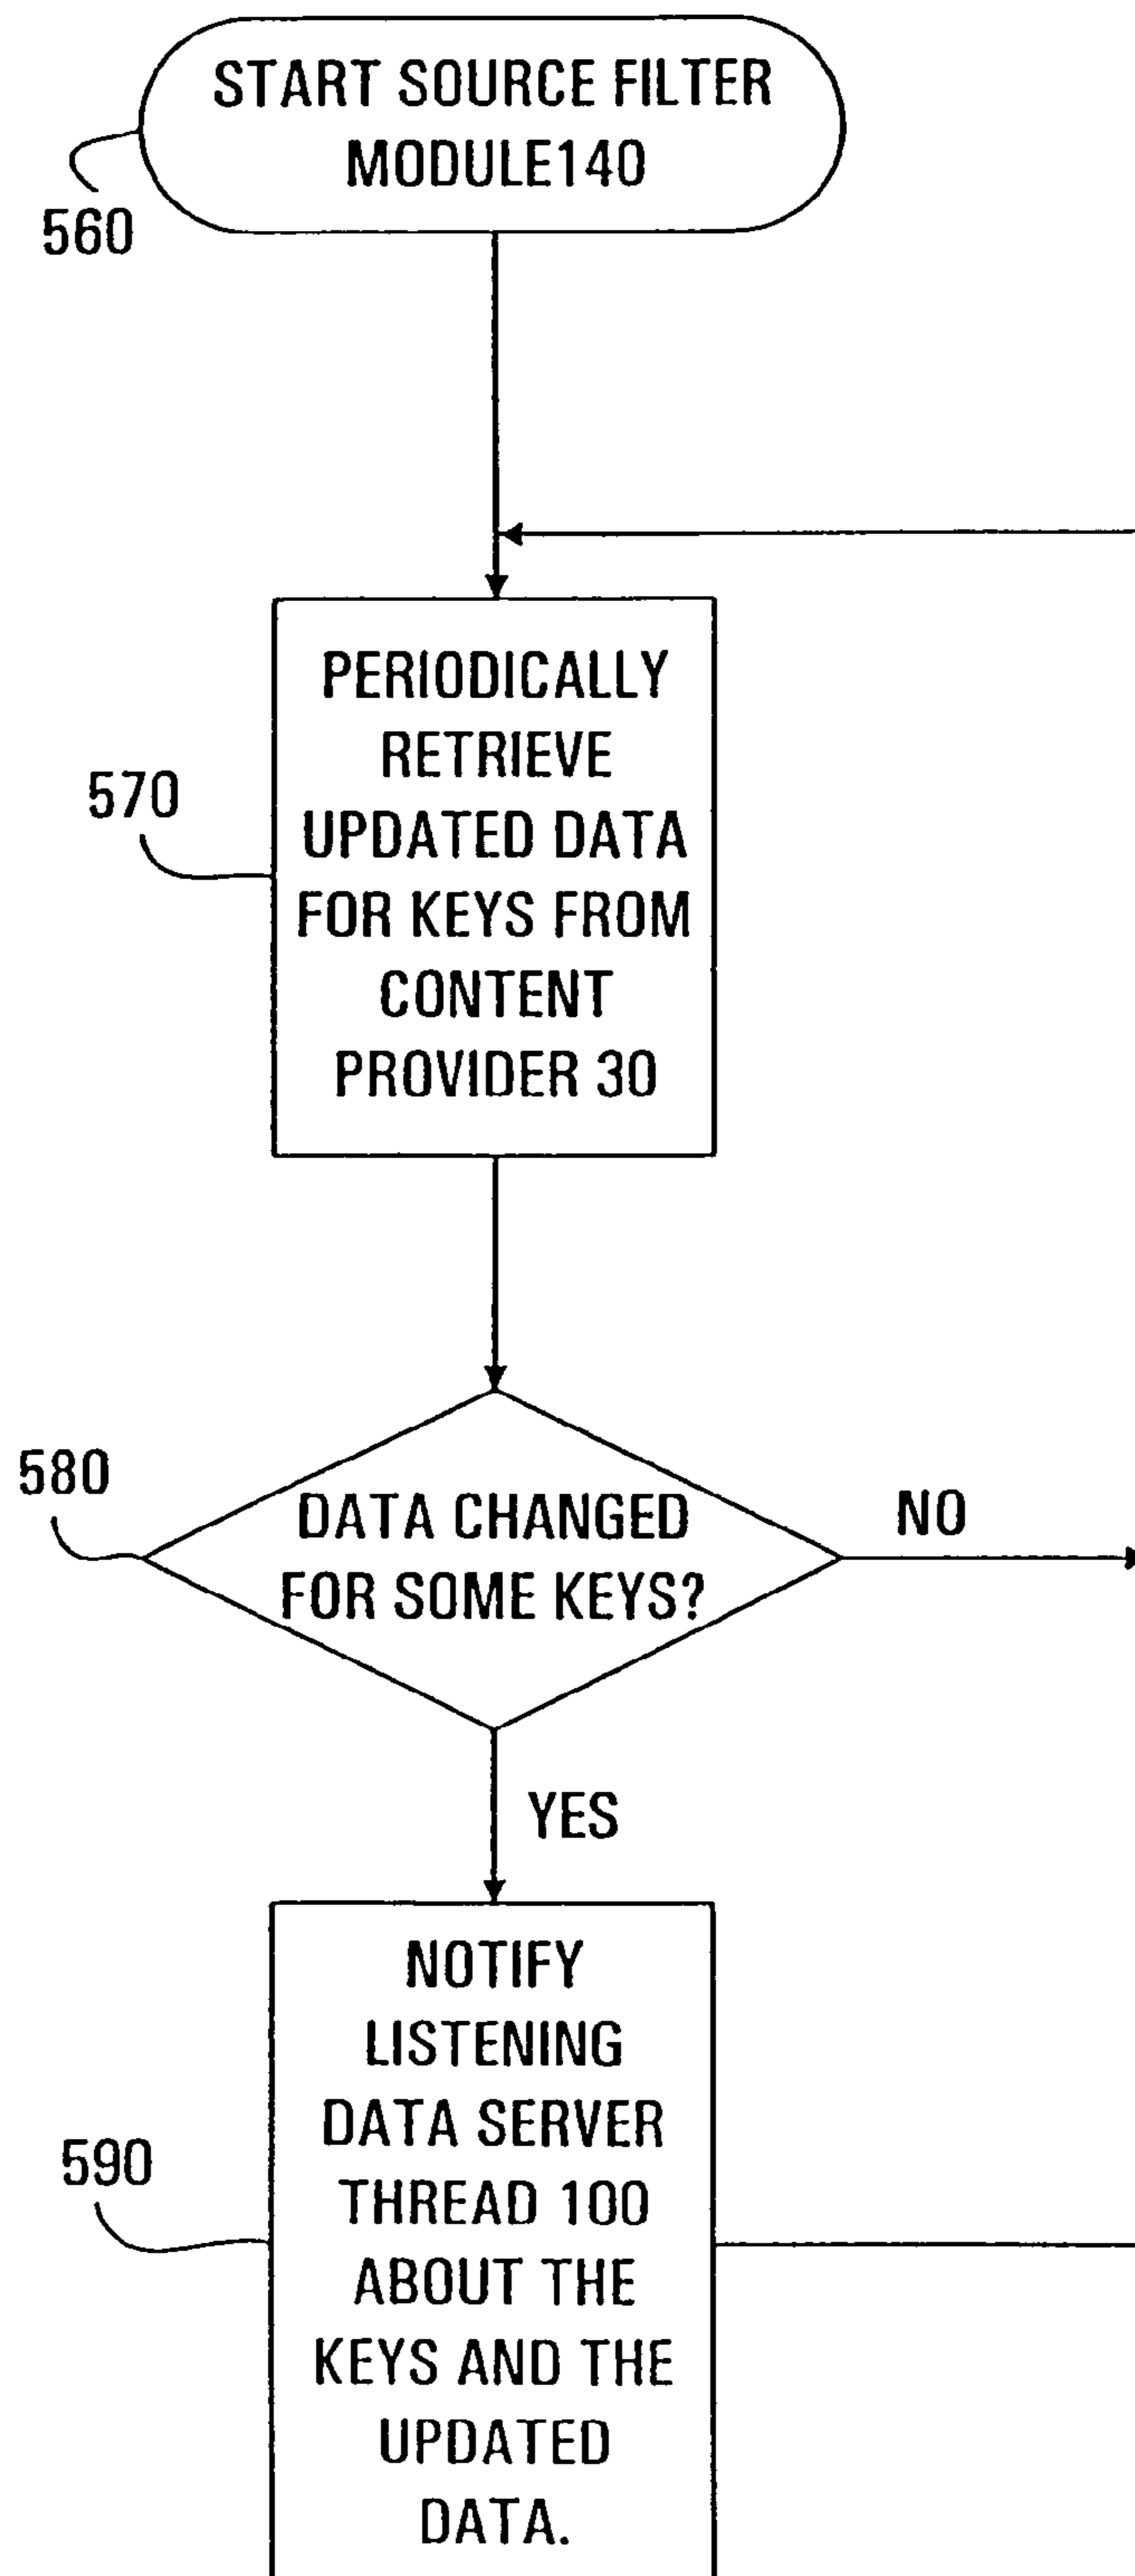 START SOURCE FILTER
MODULE140
560
PERIODICALLY
RETRIEVE
UPDATED DATA
FOR KEYS FROM
CONTENT
PROVIDER 30
570
580
DATA CHANGED
FOR SOME KEYS?
NO
YES
NOTIFY
LISTENING
DATA SERVER
THREAD 100
ABOUT THE
KEYS AND THE
UPDATED
DATA.
590